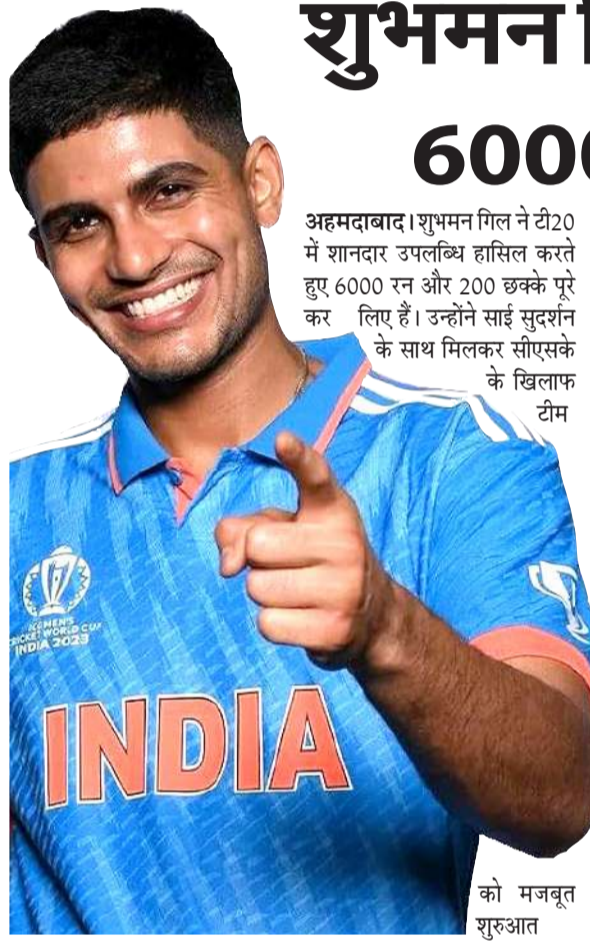 शुभमन
6000
अहमदाबाद। शुभमन गिल ने टी20
में शानदार उपलब्धि हासिल करते
हुए 6000 रन और 200 छक्के पूरे
कर लिए हैं। उन्होंने साई सुदर्शन
के साथ मिलकर सीएसके
के खिलाफ
टीम
ICC MEN'S
CRICKET WORLD CUP
INDIA 2023
INDIA
को मजबूत
शुरुआत